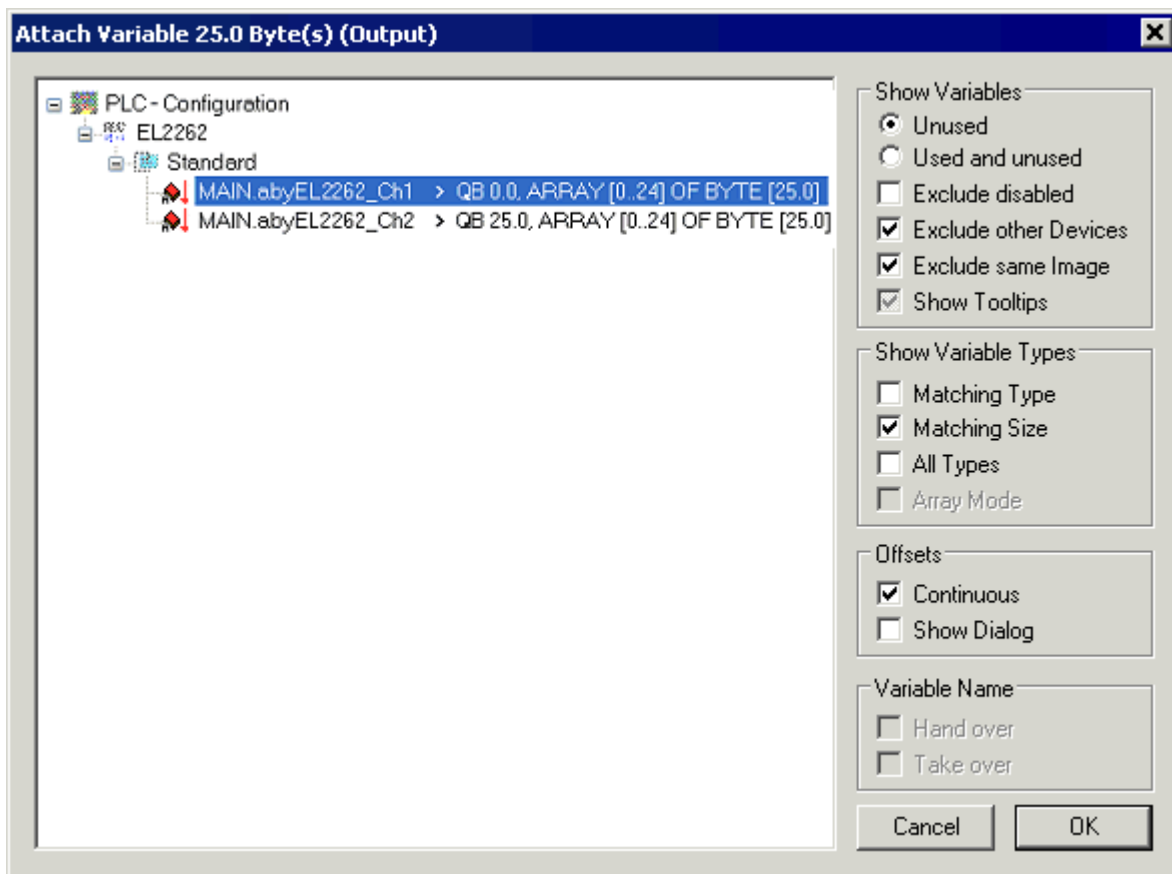 Attach Variable 25.0 Byte(s) (Output)
PLC - Configuration
EL2262
Standard
MAIN.abyEL2262_Ch1 > QB 0.0, ARRAY [0..24] OF BYTE [25.0]
MAIN.abyEL2262_Ch2 > QB 25.0, ARRAY [0..24] OF BYTE [25.0]
Show Variables
Unused
Used and unused
Exclude disabled
Exclude other Devices
Exclude same Image
Show Tooltips
Show Variable Types
Matching Type
Matching Size
All Types
Array Mode
Offsets
Continuous
Show Dialog
Variable Name
Hand over
Take over
Cancel
OK